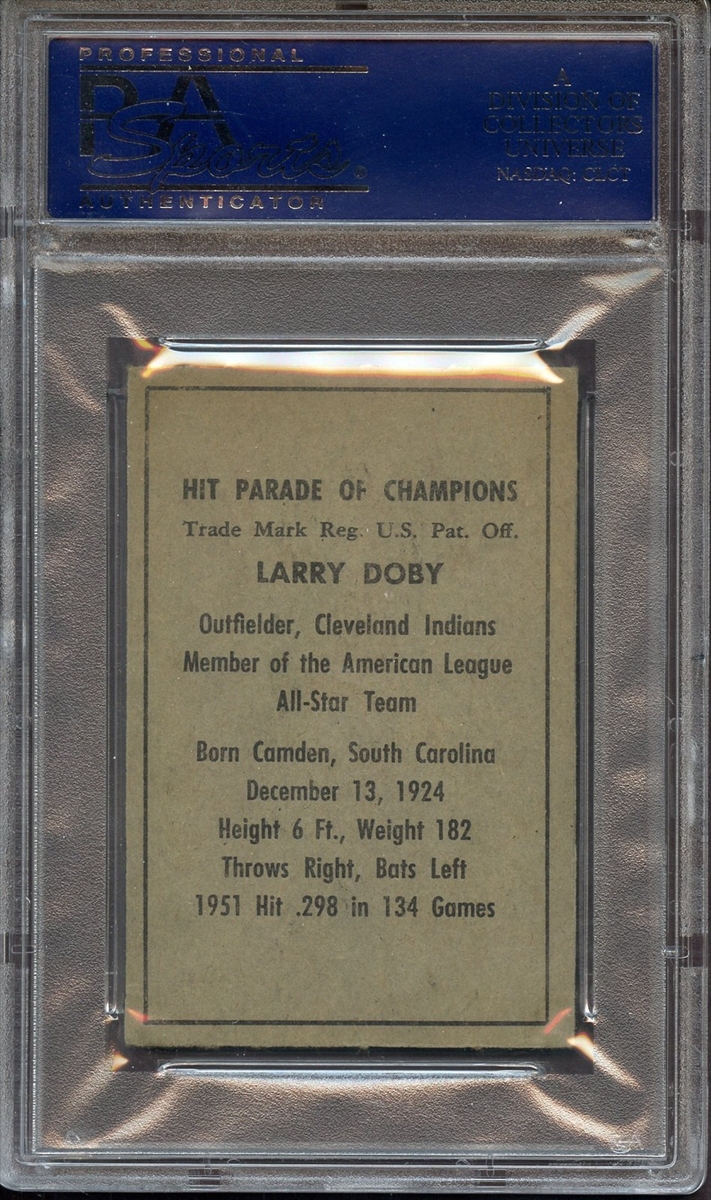 PROFESSIONAL
PSA
Sports®
AUTHENTICATOR
A
DIVISION OF
COLLECTORS
UNIVERSE
NASDAQ: CLCT
HIT PARADE OF CHAMPIONS
Trade Mark Reg. U.S. Pat. Off.
LARRY DOBY
Outfielder, Cleveland Indians
Member of the American League
All-Star Team
Born Camden, South Carolina
December 13, 1924
Height 6 Ft., Weight 182
Throws Right, Bats Left
1951 Hit .298 in 134 Games
PSA